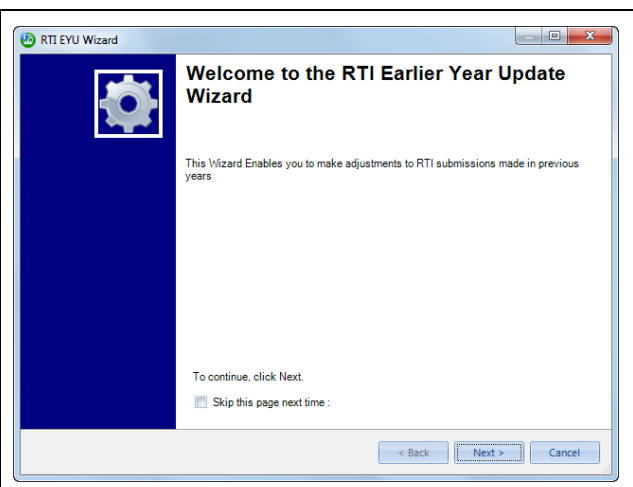 RTI EYU Wizard
Welcome to the RTI Earlier Year Update
Wizard
This Wizard Enables you to make adjustments to RTI submissions made in previous
years
To continue, click Next.
Skip this page next time :
< Back Next > Cancel